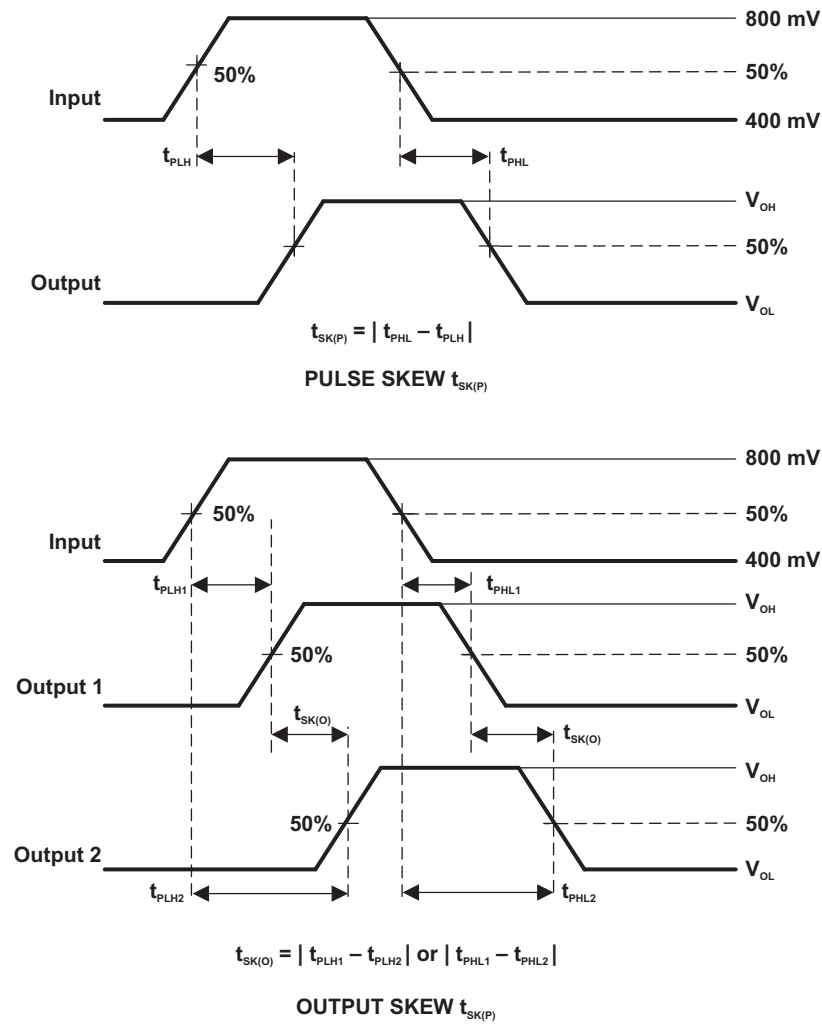 800 mV
50%
50%
Input
400 mV
tPLH
tPHL
VOH
50%
Output
VOL
tSK(P) = | tPHL – tPLH |
PULSE SKEW tSK(P)
800 mV
50%
50%
Input
400 mV
tPLH1
tPHL1
VOH
50%
50%
Output 1
VOL
tSK(O)
tSK(O)
VOH
50%
50%
Output 2
VOL
tPLH2
tPHL2
tSK(O) = | tPLH1 – tPLH2 | or | tPHL1 – tPHL2 |
OUTPUT SKEW tSK(P)